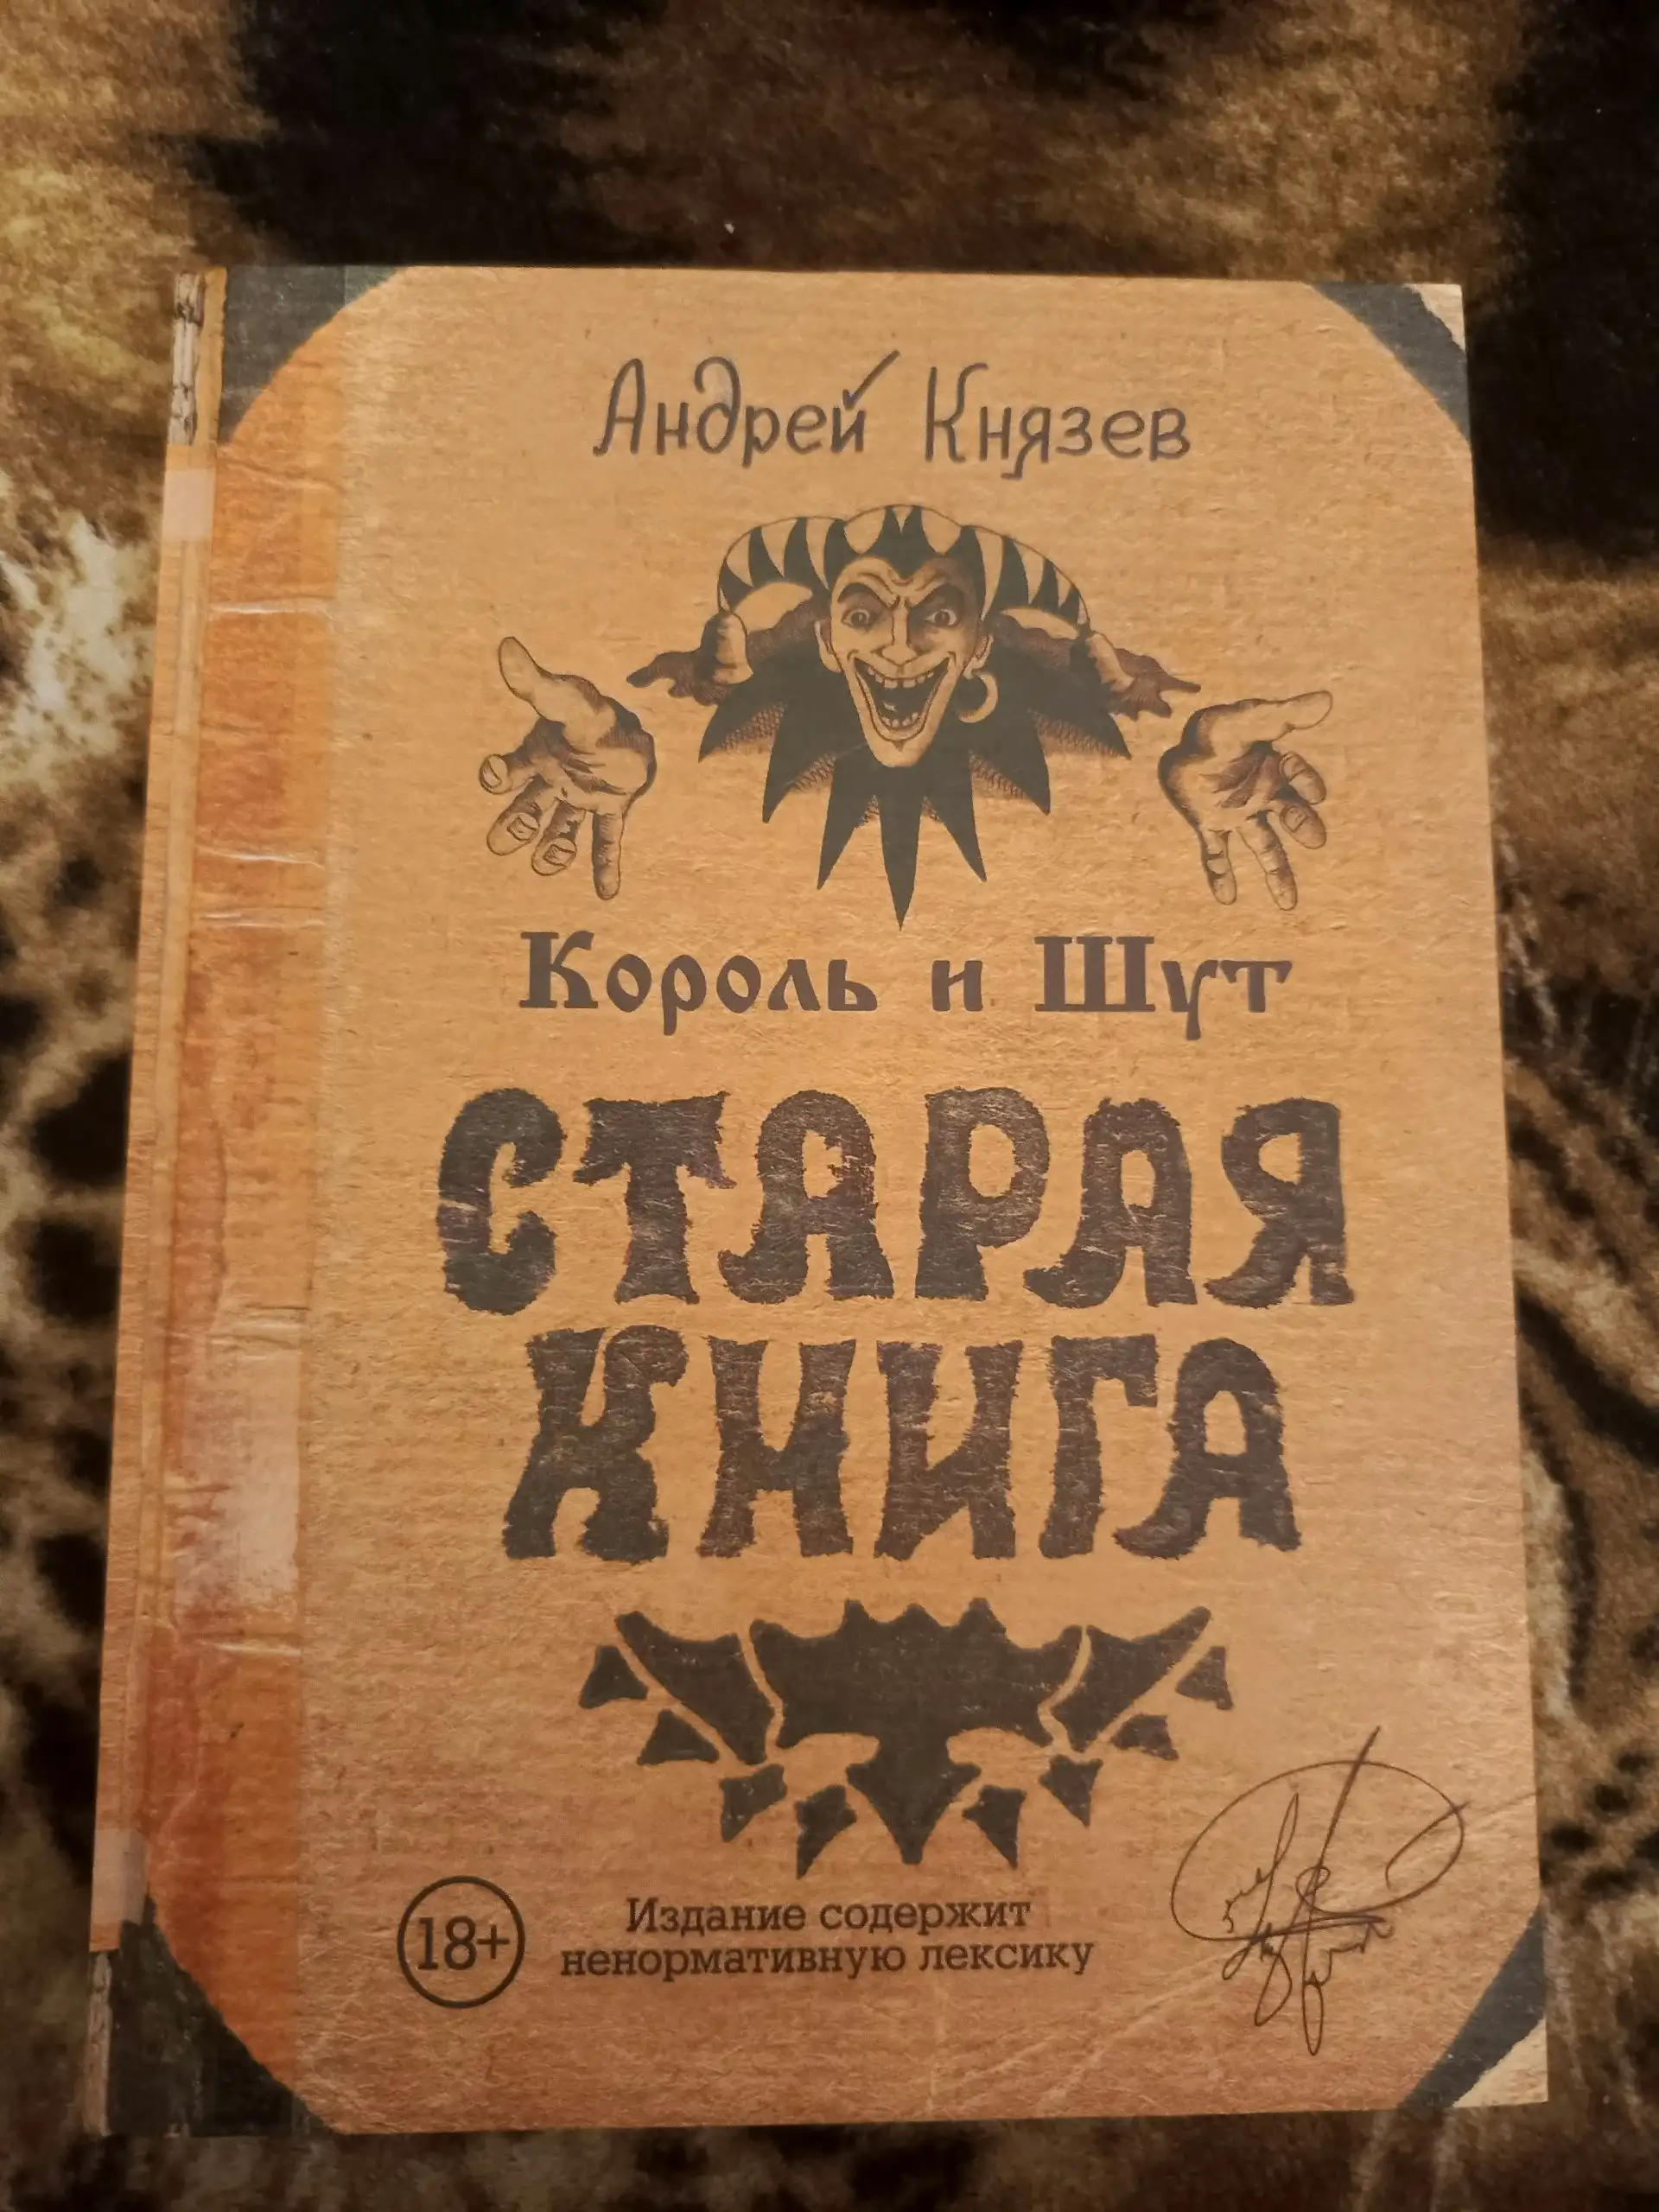 Андрей Князев
Король и Шут
СТАРАЯ
КНИГА
18+
Издание содержит
ненормативную лексику